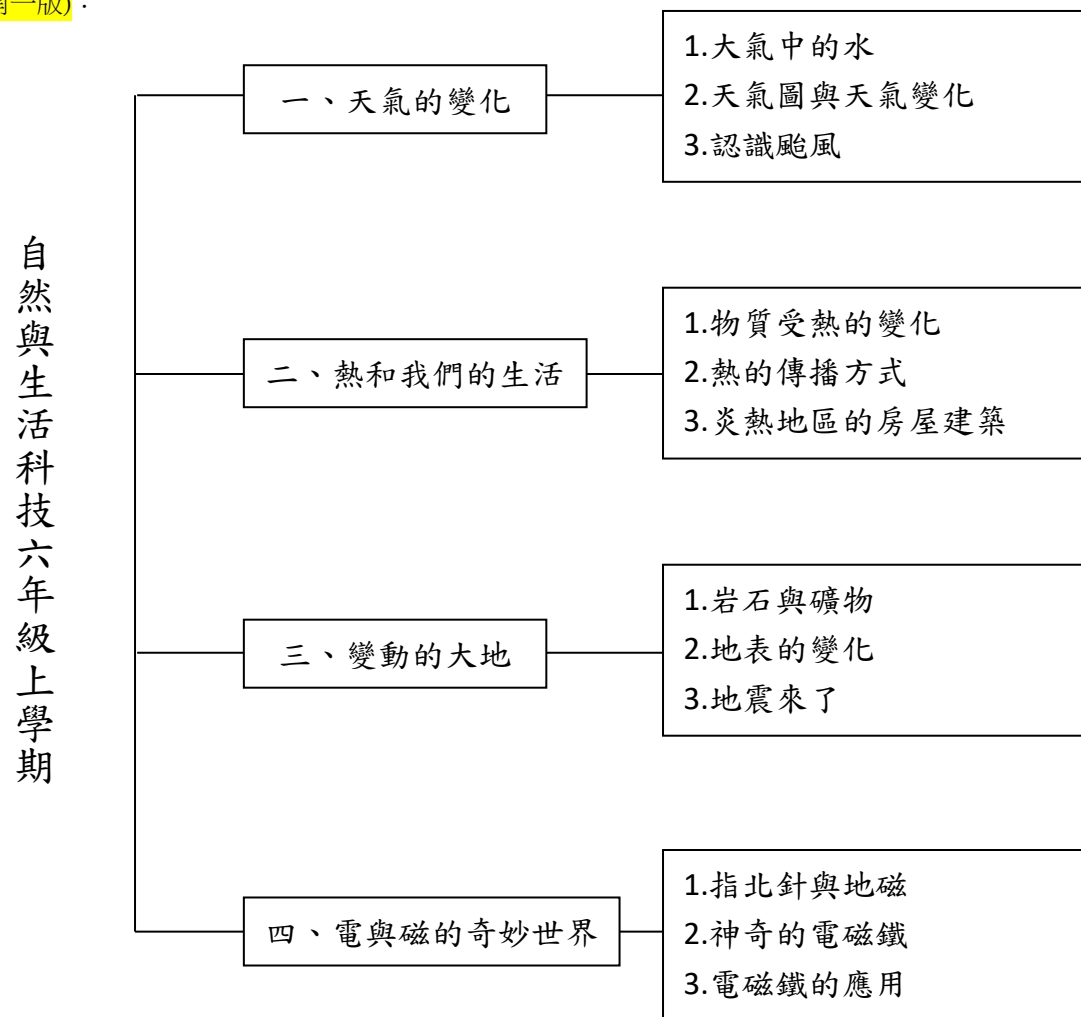 一版)：
自然與生活科技六年級上學期
一、天氣的變化
1.大氣中的水
2.天氣圖與天氣變化
3.認識颱風
二、熱和我們的生活
1.物質受熱的變化
2.熱的傳播方式
3.炎熱地區的房屋建築
三、變動的大地
1.岩石與礦物
2.地表的變化
3.地震來了
四、電與磁的奇妙世界
1.指北針與地磁
2.神奇的電磁鐵
3.電磁鐵的應用